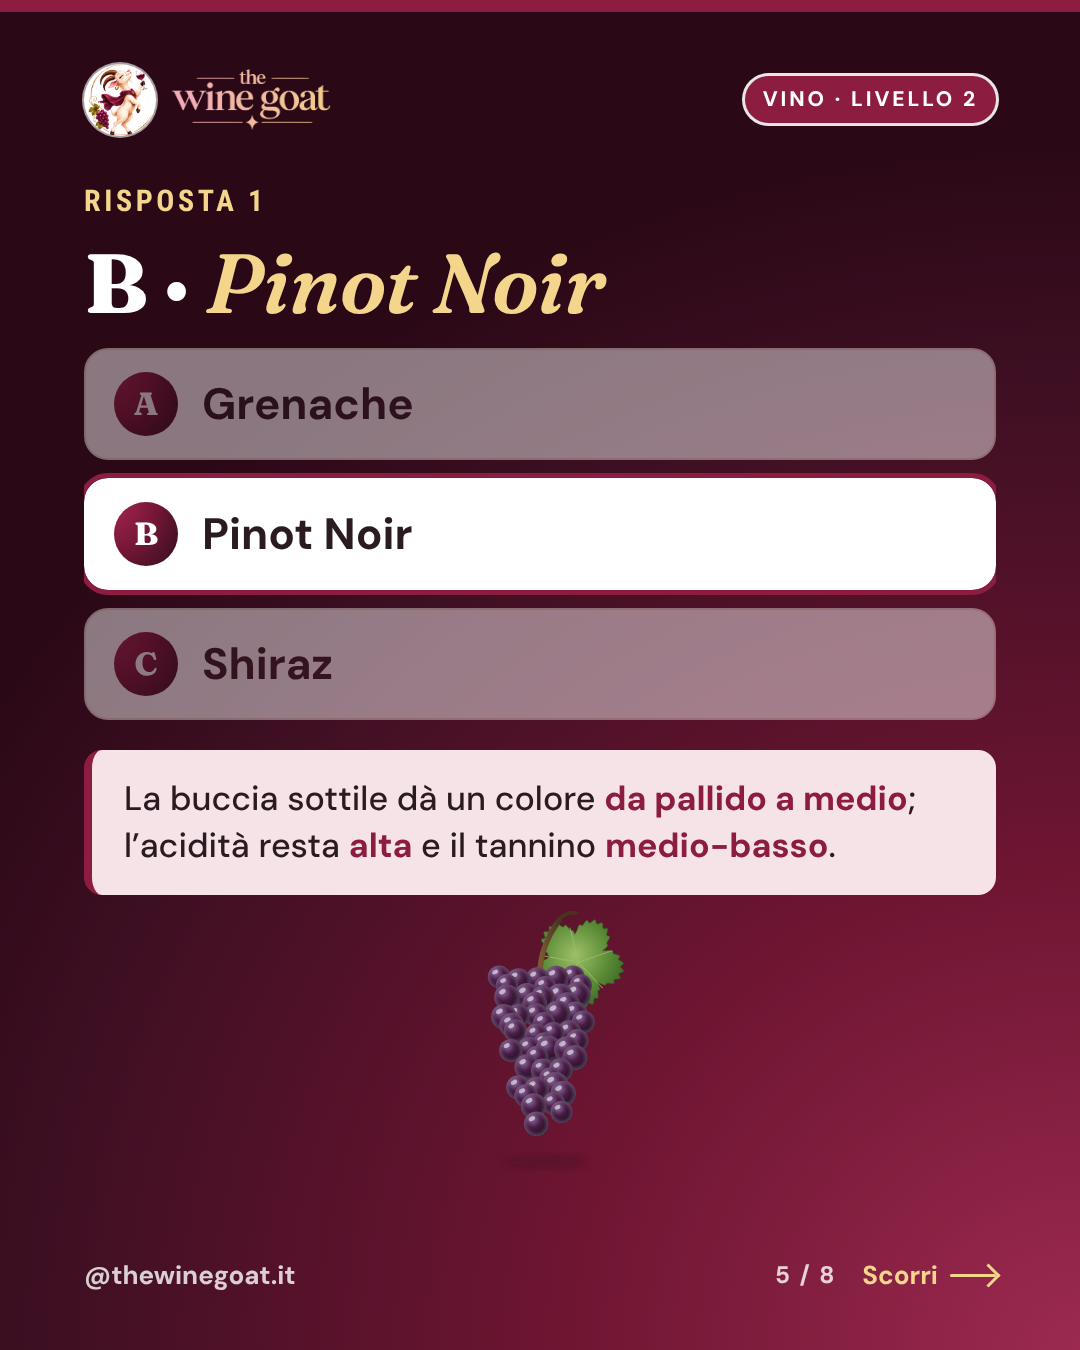 the
wine goat
VINO · LIVELLO 2
RISPOSTA 1
B · Pinot Noir
A Grenache
B Pinot Noir
C Shiraz
La buccia sottile dà un colore da pallido a medio;
l’acidità resta alta e il tannino medio-basso.
@thewinegoat.it
5 / 8 Scorri